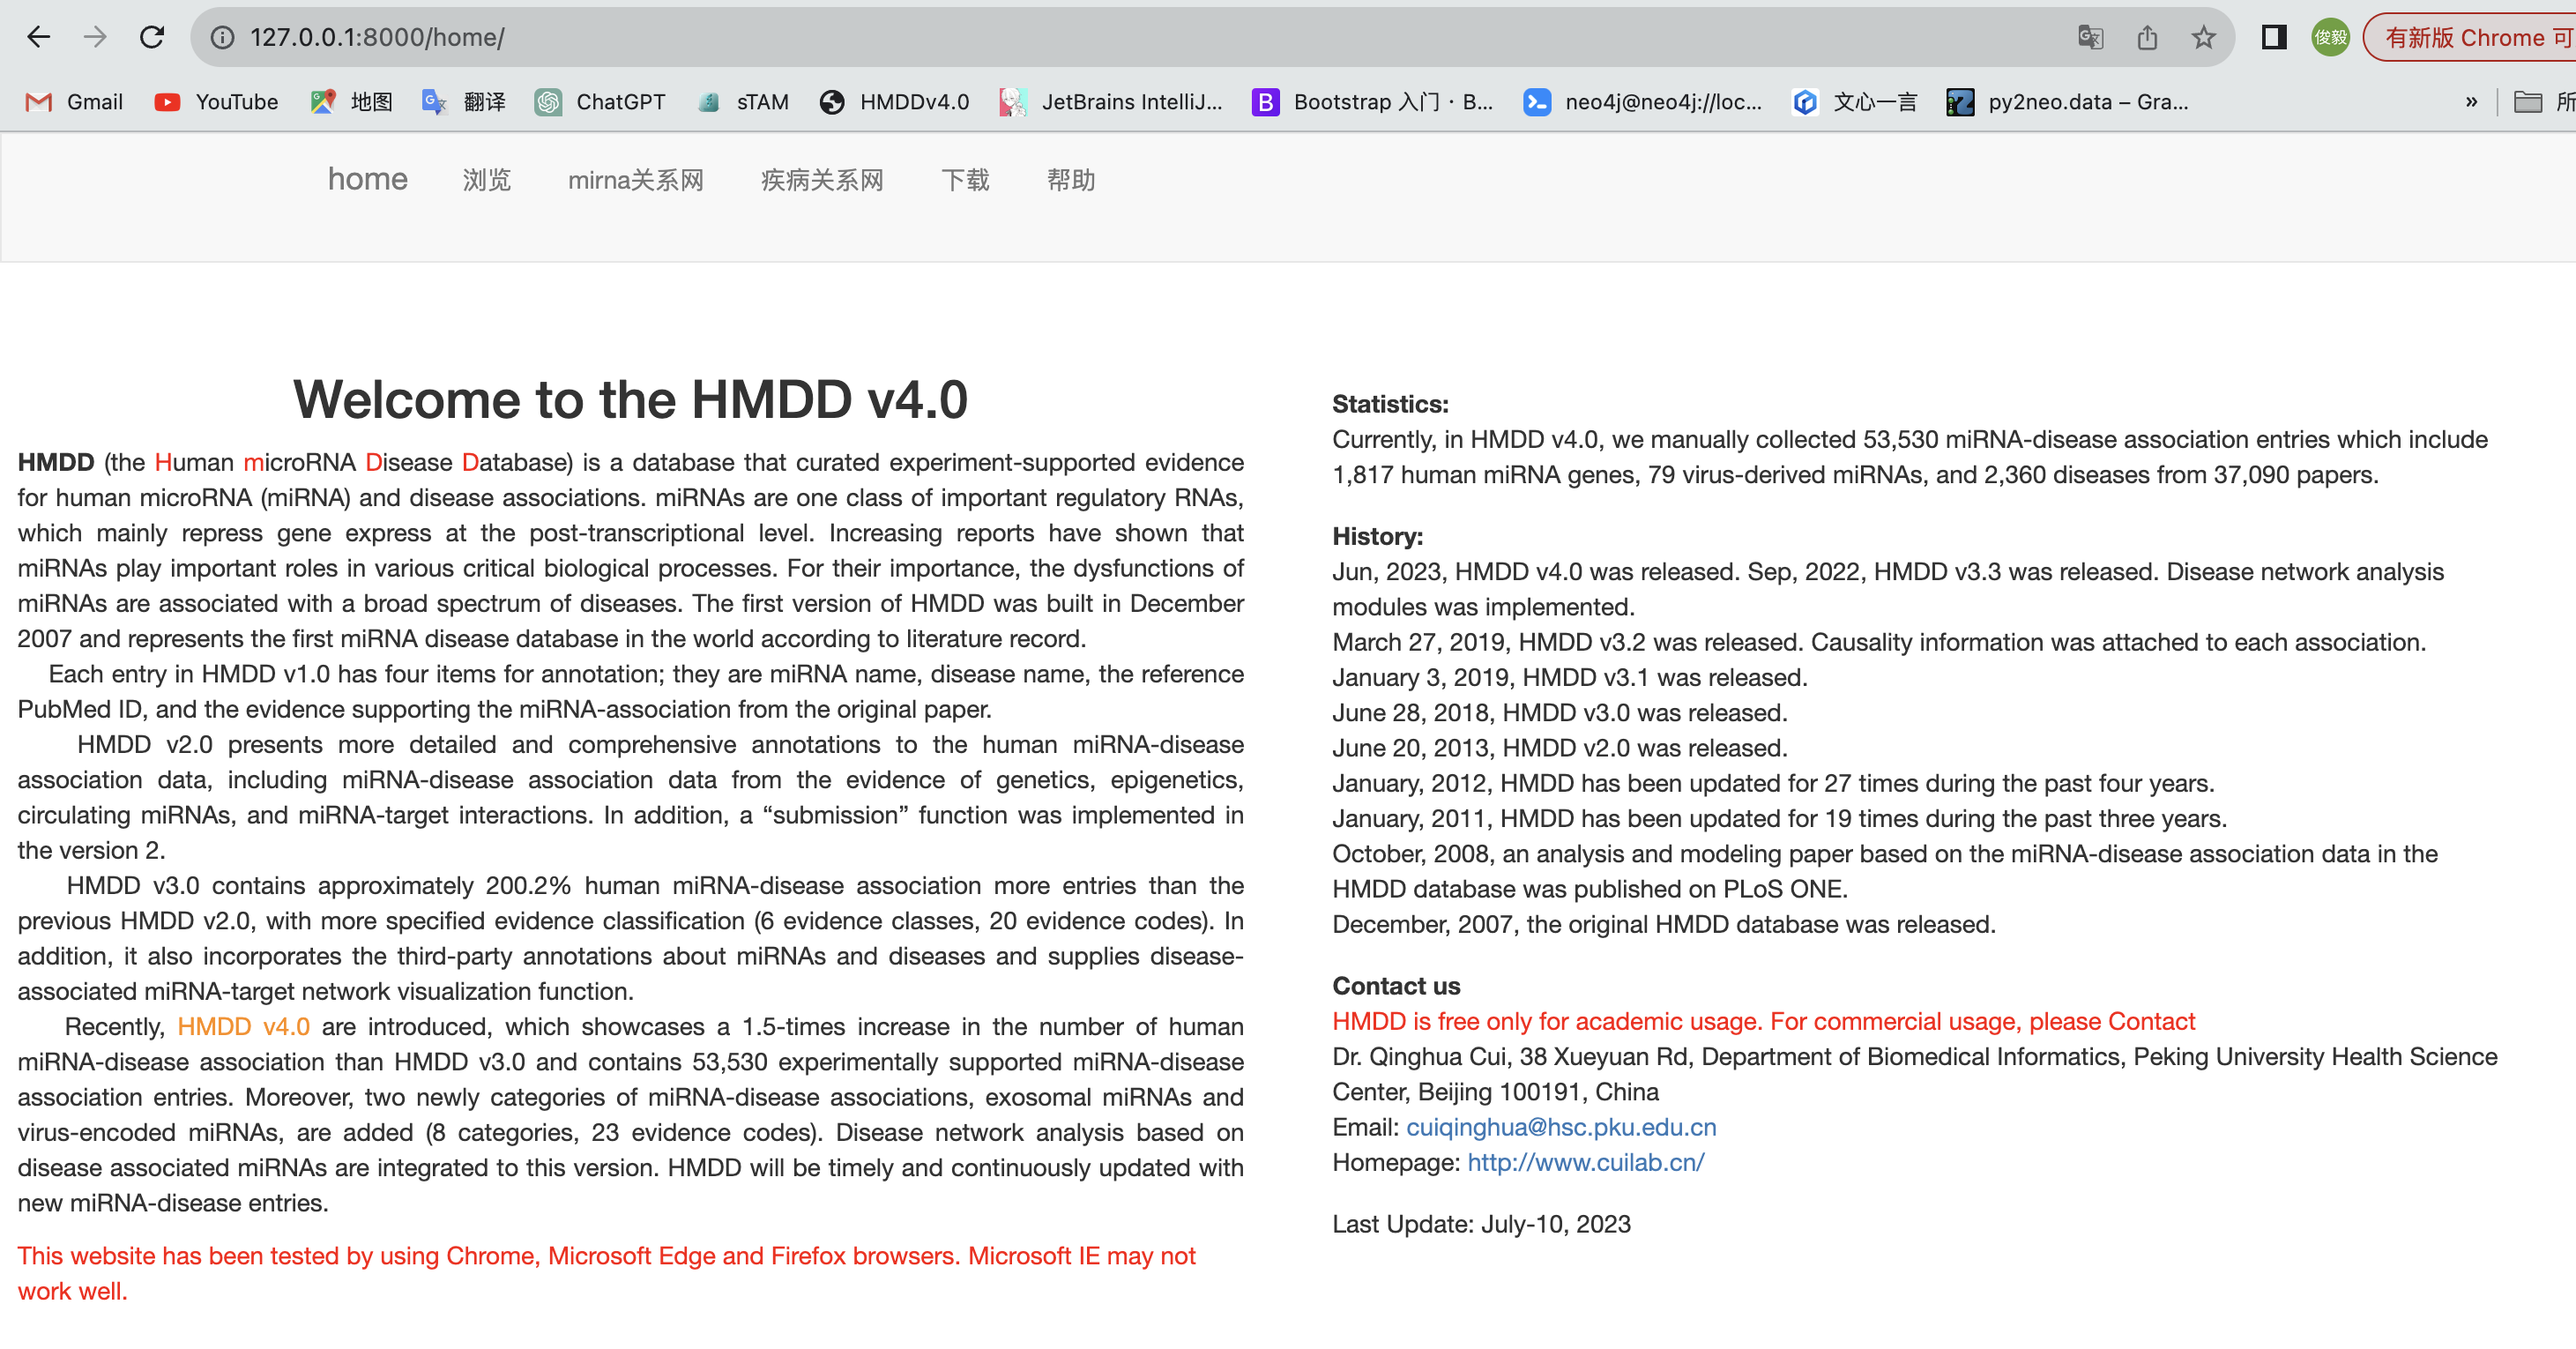 127.0.0.1:8000/home/
俊毅
有新版 Chrome 可
Gmail
YouTube
地图
翻译
ChatGPT
sTAM
HMDDv4.0
JetBrains IntelliJ...
Bootstrap 入门 · B...
neo4j@neo4j://loc...
文心一言
py2neo.data – Gra...
»
所
home
浏览
mirna关系网
疾病关系网
下载
帮助
Welcome to the HMDD v4.0
HMDD (the Human microRNA Disease Database) is a database that curated experiment-supported evidence
for human microRNA (miRNA) and disease associations. miRNAs are one class of important regulatory RNAs,
which mainly repress gene express at the post-transcriptional level. Increasing reports have shown that
miRNAs play important roles in various critical biological processes. For their importance, the dysfunctions of
miRNAs are associated with a broad spectrum of diseases. The first version of HMDD was built in December
2007 and represents the first miRNA disease database in the world according to literature record.
Each entry in HMDD v1.0 has four items for annotation; they are miRNA name, disease name, the reference
PubMed ID, and the evidence supporting the miRNA-association from the original paper.
HMDD v2.0 presents more detailed and comprehensive annotations to the human miRNA-disease
association data, including miRNA-disease association data from the evidence of genetics, epigenetics,
circulating miRNAs, and miRNA-target interactions. In addition, a “submission” function was implemented in
the version 2.
HMDD v3.0 contains approximately 200.2% human miRNA-disease association more entries than the
previous HMDD v2.0, with more specified evidence classification (6 evidence classes, 20 evidence codes). In
addition, it also incorporates the third-party annotations about miRNAs and diseases and supplies disease-
associated miRNA-target network visualization function.
Recently, HMDD v4.0 are introduced, which showcases a 1.5-times increase in the number of human
miRNA-disease association than HMDD v3.0 and contains 53,530 experimentally supported miRNA-disease
association entries. Moreover, two newly categories of miRNA-disease associations, exosomal miRNAs and
virus-encoded miRNAs, are added (8 categories, 23 evidence codes). Disease network analysis based on
disease associated miRNAs are integrated to this version. HMDD will be timely and continuously updated with
new miRNA-disease entries.
This website has been tested by using Chrome, Microsoft Edge and Firefox browsers. Microsoft IE may not
work well.
Statistics:
Currently, in HMDD v4.0, we manually collected 53,530 miRNA-disease association entries which include
1,817 human miRNA genes, 79 virus-derived miRNAs, and 2,360 diseases from 37,090 papers.
History:
Jun, 2023, HMDD v4.0 was released. Sep, 2022, HMDD v3.3 was released. Disease network analysis
modules was implemented.
March 27, 2019, HMDD v3.2 was released. Causality information was attached to each association.
January 3, 2019, HMDD v3.1 was released.
June 28, 2018, HMDD v3.0 was released.
June 20, 2013, HMDD v2.0 was released.
January, 2012, HMDD has been updated for 27 times during the past four years.
January, 2011, HMDD has been updated for 19 times during the past three years.
October, 2008, an analysis and modeling paper based on the miRNA-disease association data in the
HMDD database was published on PLoS ONE.
December, 2007, the original HMDD database was released.
Contact us
HMDD is free only for academic usage. For commercial usage, please Contact
Dr. Qinghua Cui, 38 Xueyuan Rd, Department of Biomedical Informatics, Peking University Health Science
Center, Beijing 100191, China
Email: cuiqinghua@hsc.pku.edu.cn
Homepage: http://www.cuilab.cn/
Last Update: July-10, 2023